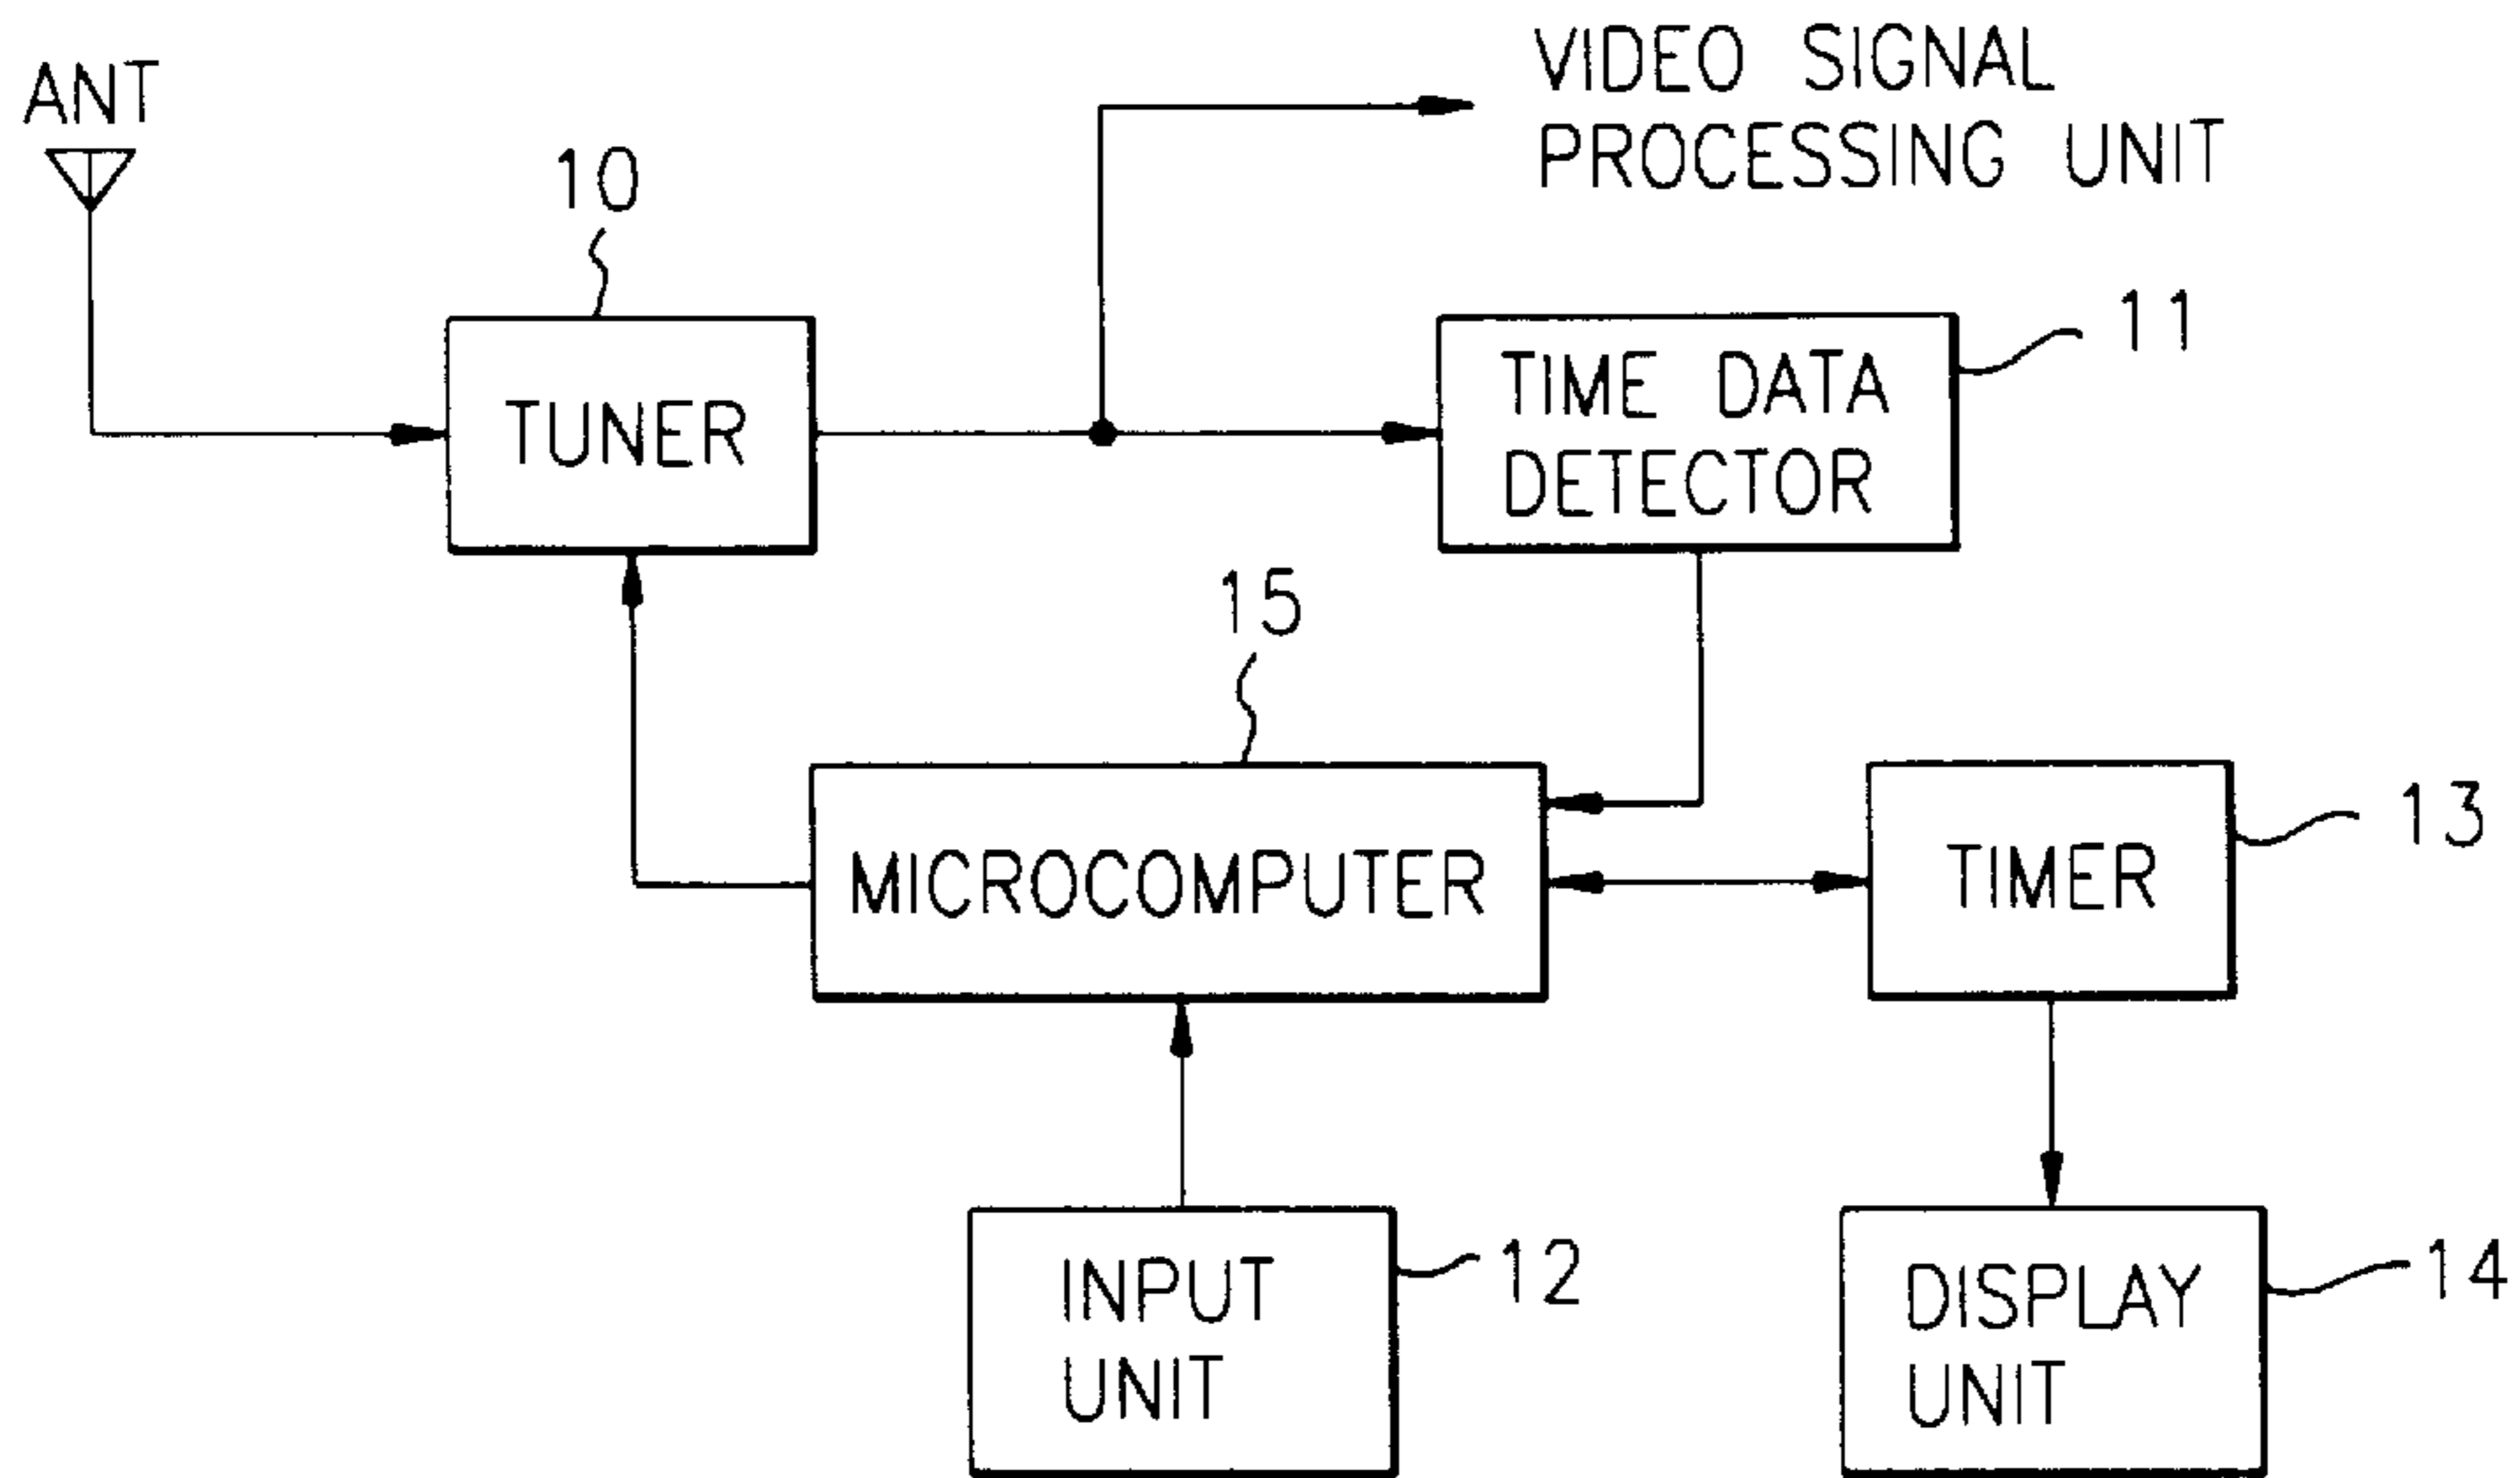 VIDEO SIGNAL
PROCESSING UNIT
ANT
10
TUNER
11
TIME DATA
DETECTOR
15
MICROCOMPUTER
13
TIMER
12
INPUT
UNIT
14
DISPLAY
UNIT